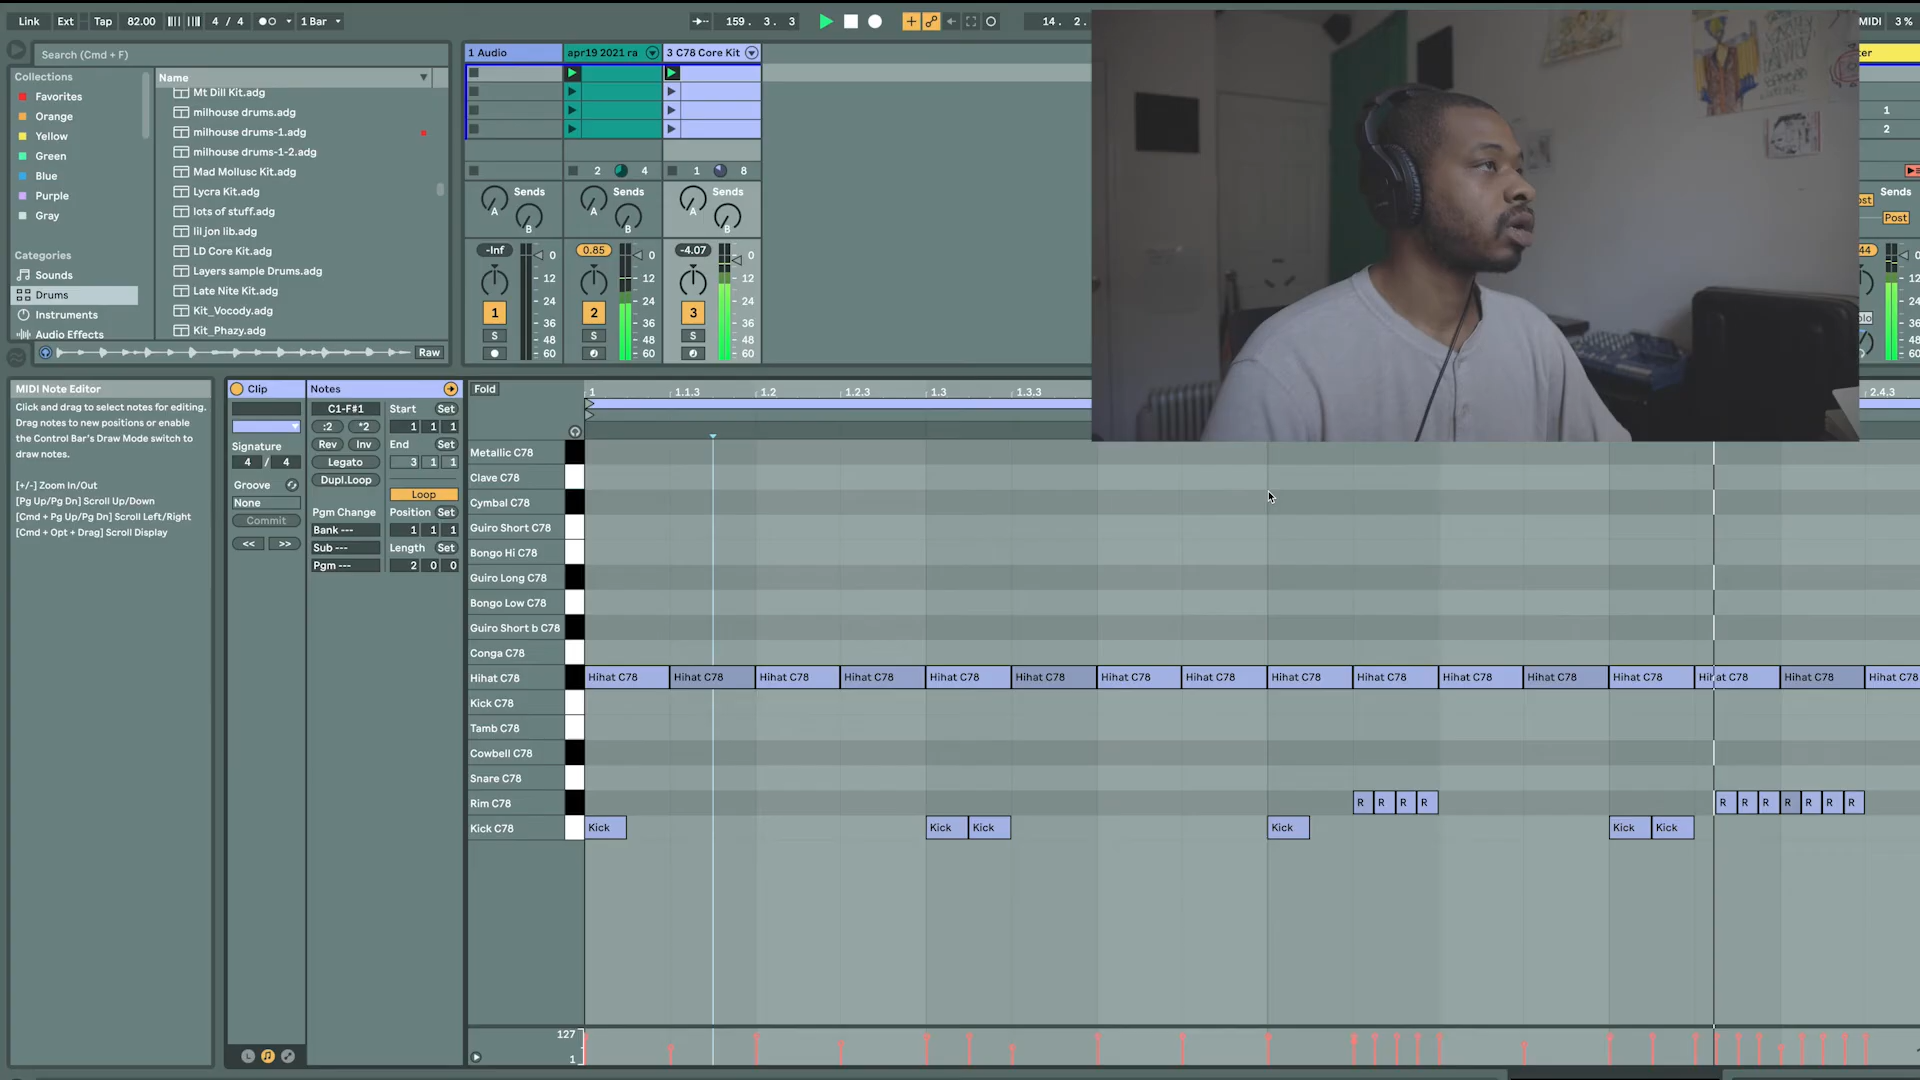 Link Ext Tap 82.00 4 / 4 1 Bar 159. 3. 3 14. 2. MIDI 3 %
Search (Cmd + F)
Collections
Favorites
Orange
Yellow
Green
Blue
Purple
Gray
Categories
Sounds
Drums
Instruments
Audio Effects
Name
Mt Dill Kit.adg
milhouse drums.adg
milhouse drums-1.adg
milhouse drums-1-2.adg
Mad Mollusc Kit.adg
Lycra Kit.adg
lots of stuff.adg
lil jon lib.adg
LD Core Kit.adg
Layers sample Drums.adg
Late Nite Kit.adg
Kit_Vocody.adg
Kit_Phazy.adg
Raw
1 Audio apr19 2021 ra 3 C78 Core Kit
2 4 1 8
Sends Sends Sends
A A A
B B B
-Inf 0 0.85 0 -4.07 0
12 12 12
24 24 24
1 2 3
36 36 36
S S S
48 48 48
60 60 60
ter
1
2
Sends
ost
Post
44
12
24
olo
36
48
60
MIDI Note Editor
Click and drag to select notes for editing.
Drag notes to new positions or enable
the Control Bar's Draw Mode switch to
draw notes.
[+/-] Zoom In/Out
[Pg Up/Pg Dn] Scroll Up/Down
[Cmd + Pg Up/Pg Dn] Scroll Left/Right
[Cmd + Opt + Drag] Scroll Display
Clip
Signature
4 / 4
Groove
None
Commit
<< >>
Notes
C1-F#1
:2 *2
Rev Inv
Legato
Dupl.Loop
Pgm Change
Bank ---
Sub ---
Pgm ---
Start Set
1 1 1
End Set
3 1 1
Loop
Position Set
1 1 1
Length Set
2 0 0
Fold 1 1.1.3 1.2 1.2.3 1.3 1.3.3 2.4.3
Metallic C78
Clave C78
Cymbal C78
Guiro Short C78
Bongo Hi C78
Guiro Long C78
Bongo Low C78
Guiro Short b C78
Conga C78
Hihat C78 Hihat C78 Hihat C78 Hihat C78 Hihat C78 Hihat C78 Hihat C78 Hihat C78 Hihat C78 Hihat C78 Hihat C78 Hihat C78 Hihat C78 Hihat C78 Hihat C78 Hihat C78 Hihat C78
Kick C78
Tamb C78
Cowbell C78
Snare C78
Rim C78 R R R R R R R R R R R
Kick C78 Kick Kick Kick Kick Kick Kick
127
1
L